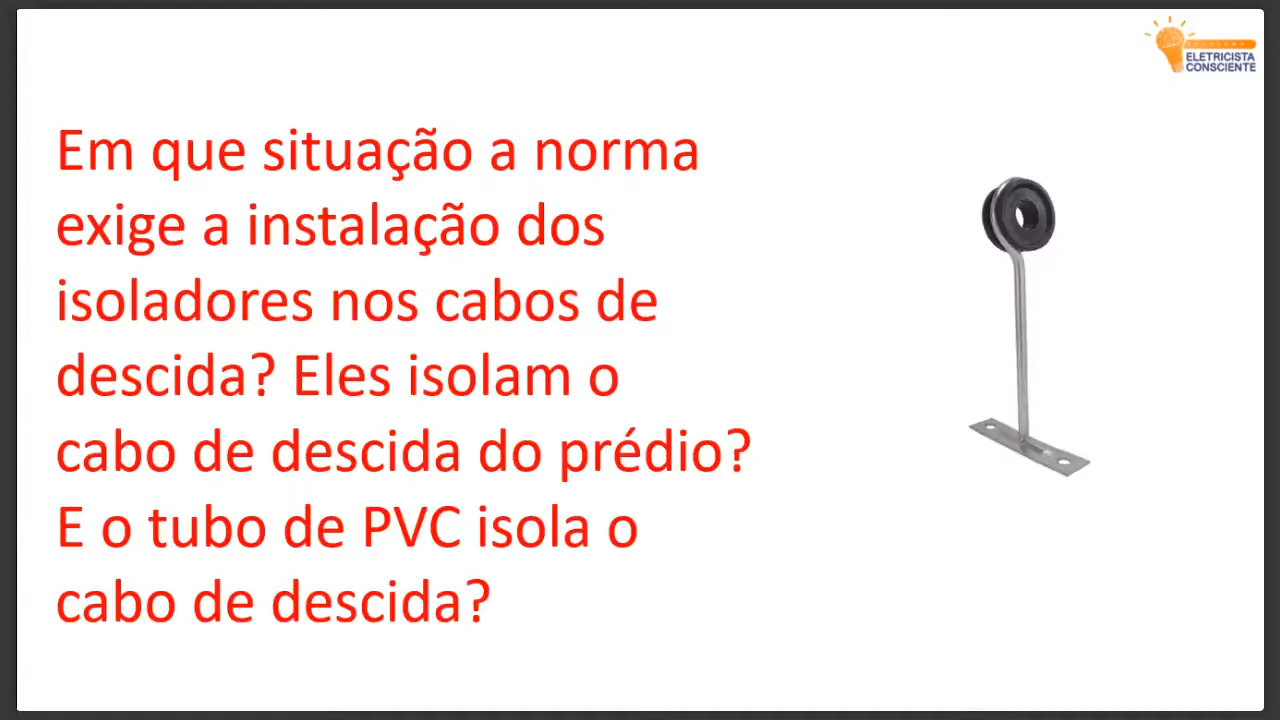 ELETRICISTA
CONSCIENTE
Em que situação a norma
exige a instalação dos
isoladores nos cabos de
descida? Eles isolam o
cabo de descida do prédio?
E o tubo de PVC isola o
cabo de descida?